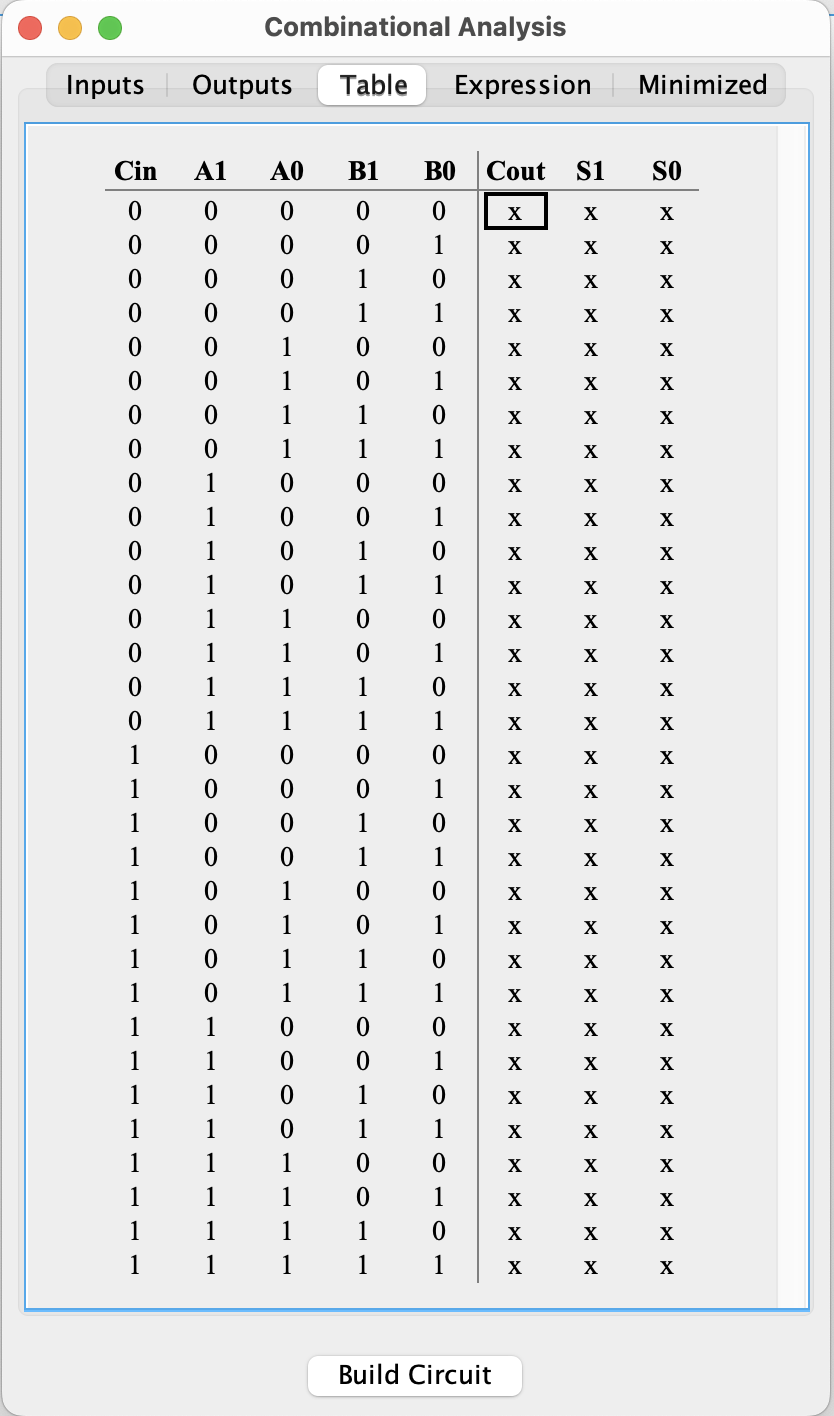 Combinational Analysis
Inputs Outputs Table Expression Minimized
Cin A1 A0 B1 B0 Cout S1 S0
0 0 0 0 0 x x x
0 0 0 0 1 x x x
0 0 0 1 0 x x x
0 0 0 1 1 x x x
0 0 1 0 0 x x x
0 0 1 0 1 x x x
0 0 1 1 0 x x x
0 0 1 1 1 x x x
0 1 0 0 0 x x x
0 1 0 0 1 x x x
0 1 0 1 0 x x x
0 1 0 1 1 x x x
0 1 1 0 0 x x x
0 1 1 0 1 x x x
0 1 1 1 0 x x x
0 1 1 1 1 x x x
1 0 0 0 0 x x x
1 0 0 0 1 x x x
1 0 0 1 0 x x x
1 0 0 1 1 x x x
1 0 1 0 0 x x x
1 0 1 0 1 x x x
1 0 1 1 0 x x x
1 0 1 1 1 x x x
1 1 0 0 0 x x x
1 1 0 0 1 x x x
1 1 0 1 0 x x x
1 1 0 1 1 x x x
1 1 1 0 0 x x x
1 1 1 0 1 x x x
1 1 1 1 0 x x x
1 1 1 1 1 x x x
Build Circuit